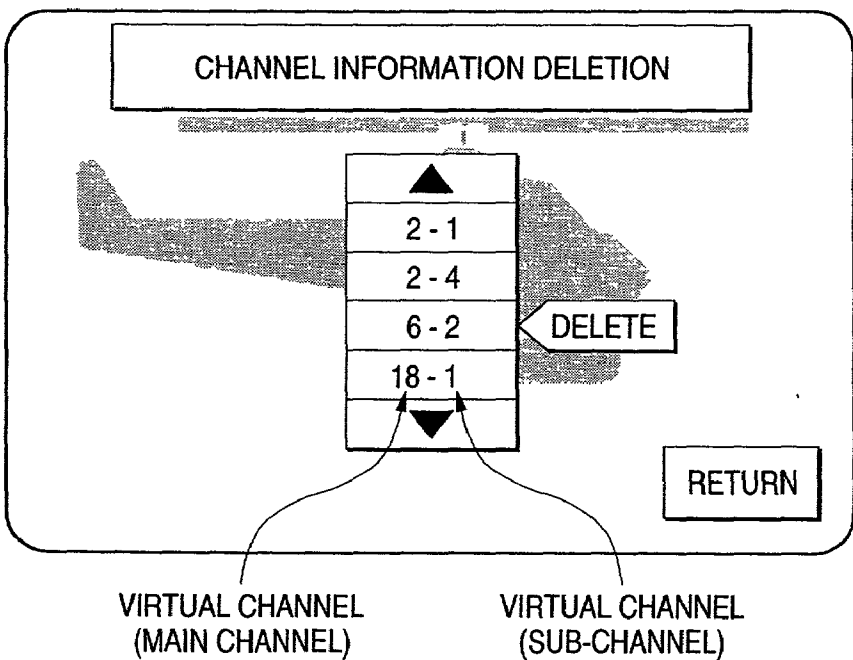 CHANNEL INFORMATION DELETION
2 - 1
2 - 4
6 - 2
DELETE
18 - 1
RETURN
VIRTUAL CHANNEL
(MAIN CHANNEL)
VIRTUAL CHANNEL
(SUB-CHANNEL)